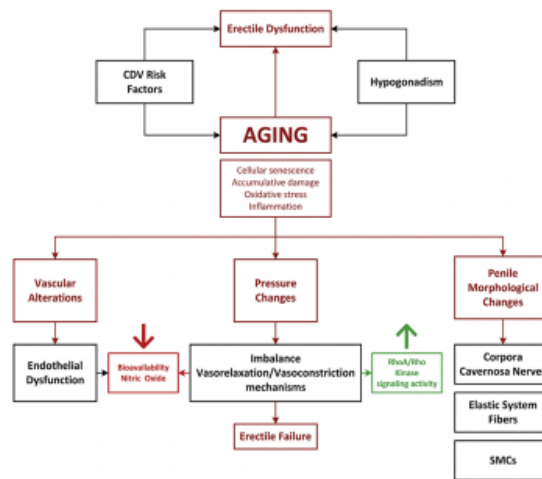 Erectile Dysfunction
CDV Risk
Factors
Hypogonadism
AGING
Cellular senescence
Accumulative damage
Oxidative stress
Inflammation
Vascular
Alterations
Pressure
Changes
Penile
Morphological
Changes
Endothelial
Dysfunction
Bioavailability
Nitric Oxide
Imbalance
Vasorelaxation/Vasoconstriction
mechanisms
RhoA/Rho
Kinase
signaling activity
Corpora
Cavernosa Nerve
Elastic System
Fibers
Erectile Failure
SMCs